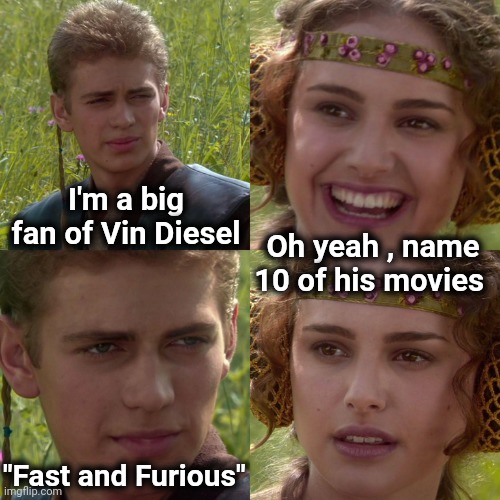 I'm a big
fan of Vin Diesel
Oh yeah , name
10 of his movies
"Fast and Furious"
imgflip.com